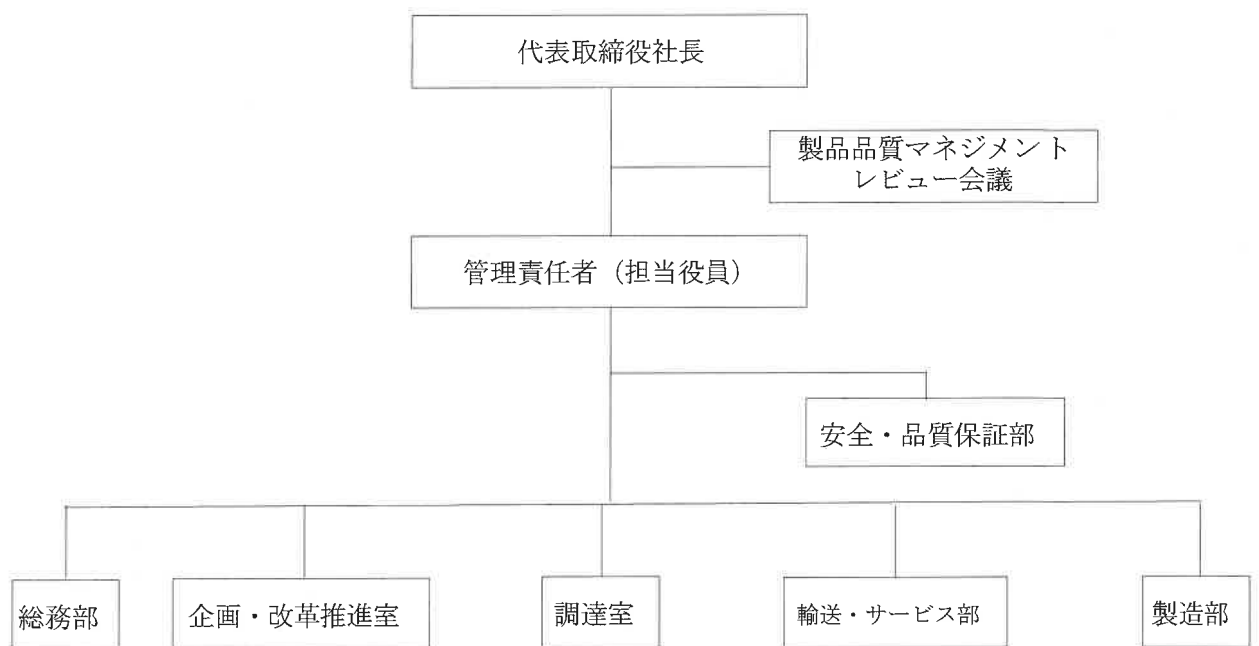 代表取締役社長
製品品質マネジメント
レビュー会議
管理責任者（担当役員）
安全・品質保証部
総務部
企画・改革推進室
調達室
輸送・サービス部
製造部